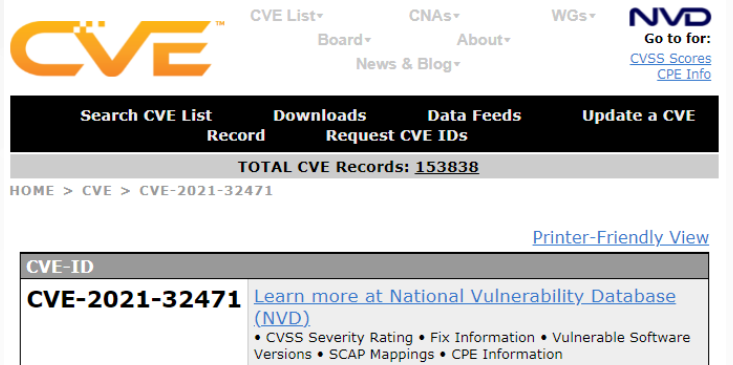 CVE™
CVE List▾ CNAs▾ WGs▾
Board▾ About▾
News & Blog▾
NVD
Go to for:
CVSS Scores
CPE Info
Search CVE List Downloads Data Feeds Update a CVE
Record Request CVE IDs
TOTAL CVE Records: 153838
HOME > CVE > CVE-2021-32471
Printer-Friendly View
CVE-ID
CVE-2021-32471
Learn more at National Vulnerability Database
(NVD)
• CVSS Severity Rating • Fix Information • Vulnerable Software
Versions • SCAP Mappings • CPE Information